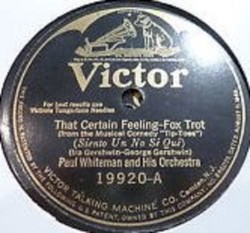 Victor
For best results use
Victrola Tungs-tone Needles
That Certain Feeling-Fox Trot
(from the Musical Comedy "Tip-Toes")
(Siento Un No Sé Qué)
(Ira Gershwin-George Gershwin)
Paul Whiteman and His Orchestra
19920-A
VICTOR TALKING MACHINE CO. Camden, N.J.